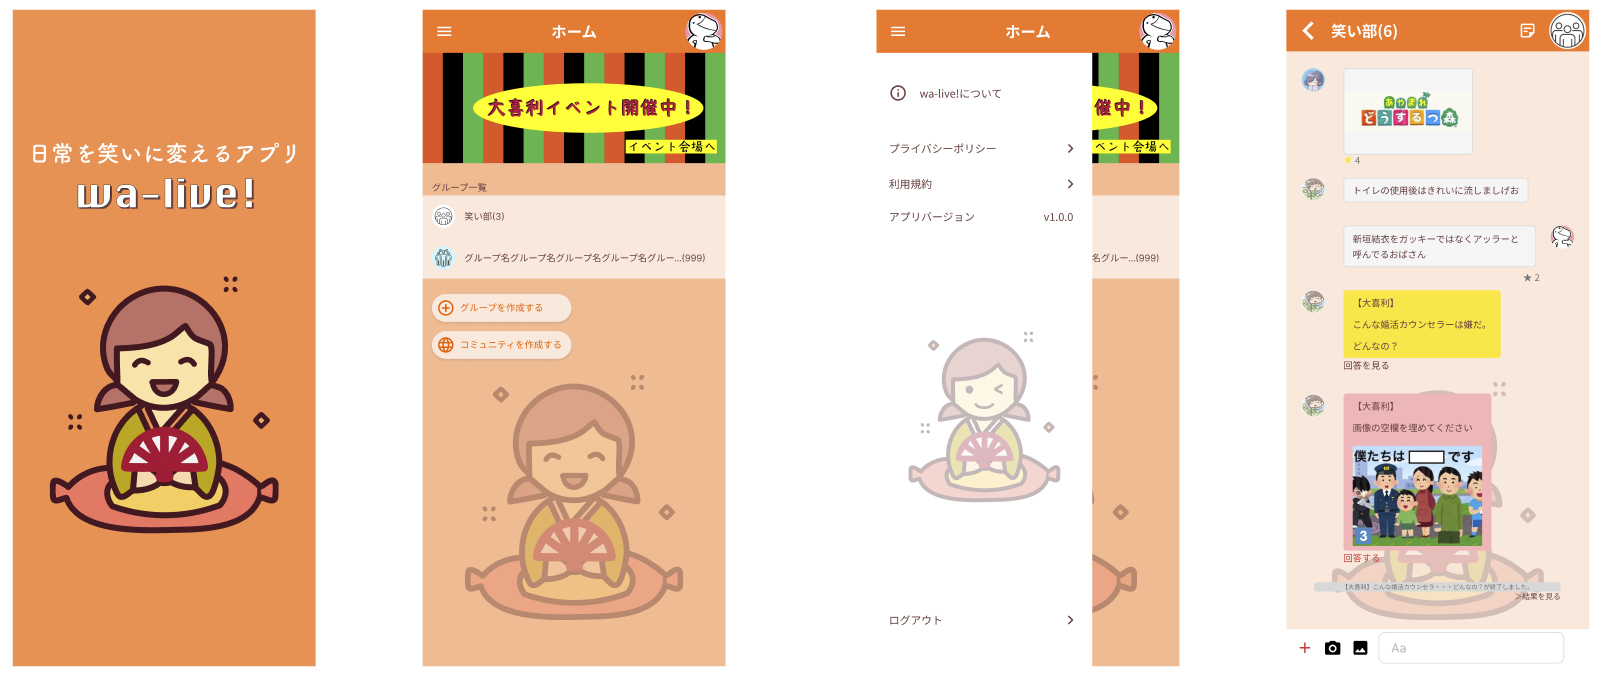 日常を笑いに変えるアプリ
wa-live!
ホーム
大喜利イベント開催中！
イベント会場へ
グループ一覧
笑い部(3)
グループ名グループ名グループ名グループ名グルー...(999)
グループを作成する
コミュニティを作成する
ホーム
wa-live!について
催中！
ベント会場へ
プライバシーポリシー
利用規約
アプリバージョン v1.0.0
名グルー...(999)
ログアウト
笑い部(6)
あやまれ
どうするつ森
4
トイレの使用後はきれいに流しましげお
新垣結衣をガッキーではなくアッラーと
呼んでるおばさん
★ 2
【大喜利】
こんな婚活カウンセラーは嫌だ。
どんなの？
回答を見る
【大喜利】
画像の空欄を埋めてください
僕たちは です
3
回答する
【大喜利】こんな婚活カウンセラ・・・どんなの？が終了しました。
＞結果を見る
Aa